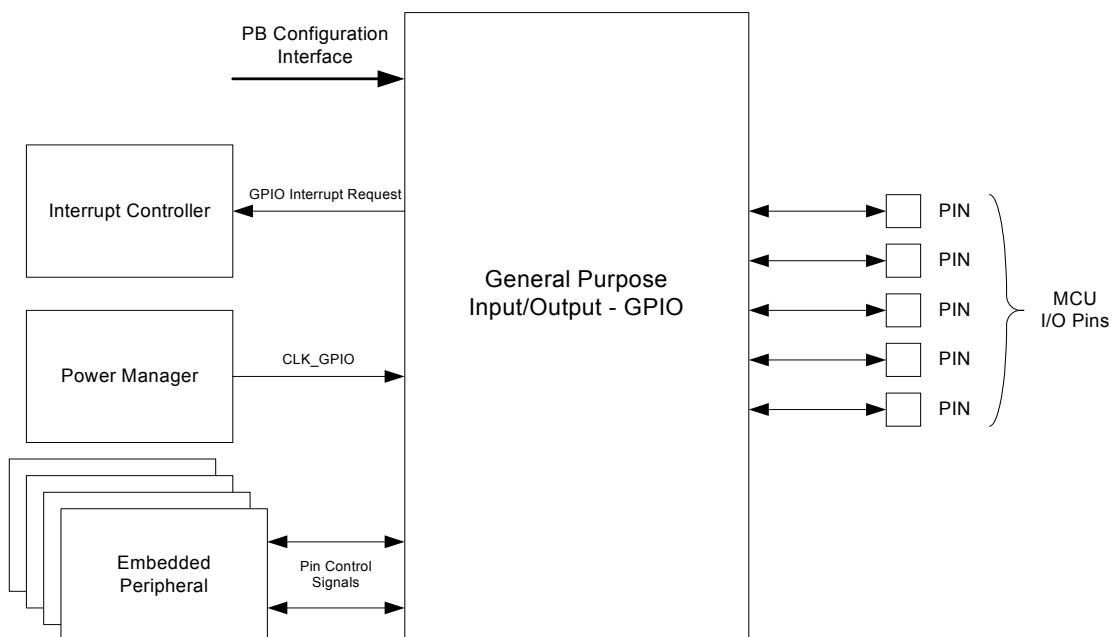 PB Configuration
Interface
Interrupt Controller
GPIO Interrupt Request
General Purpose
Input/Output - GPIO
Power Manager
CLK_GPIO
Embedded
Peripheral
Pin Control
Signals
PIN
PIN
PIN
PIN
PIN
MCU
I/O Pins